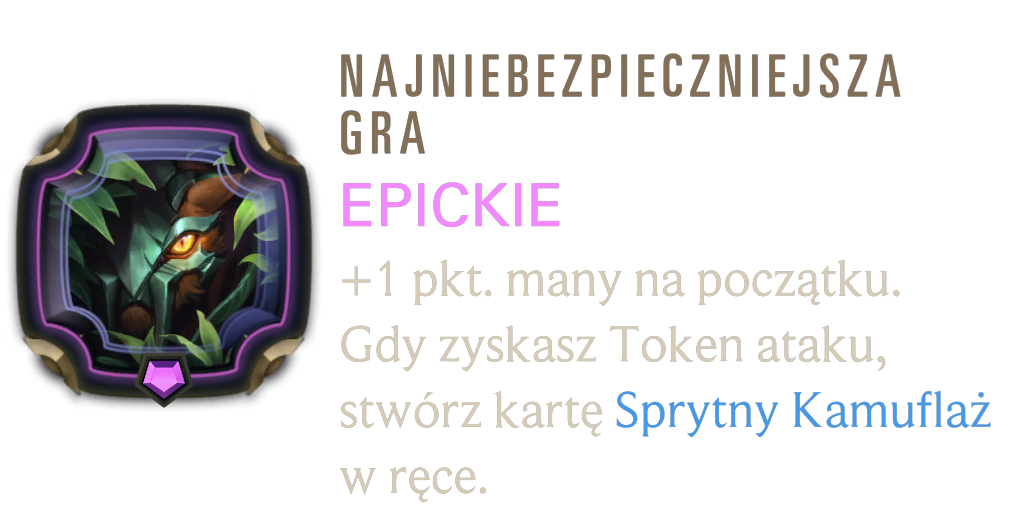 NAJNIEBEZPIECZNIEJSZA
GRA
EPICKIE
+1 pkt. many na początku.
Gdy zyskasz Token ataku,
stwórz kartę Sprytny Kamuflaż
w ręce.